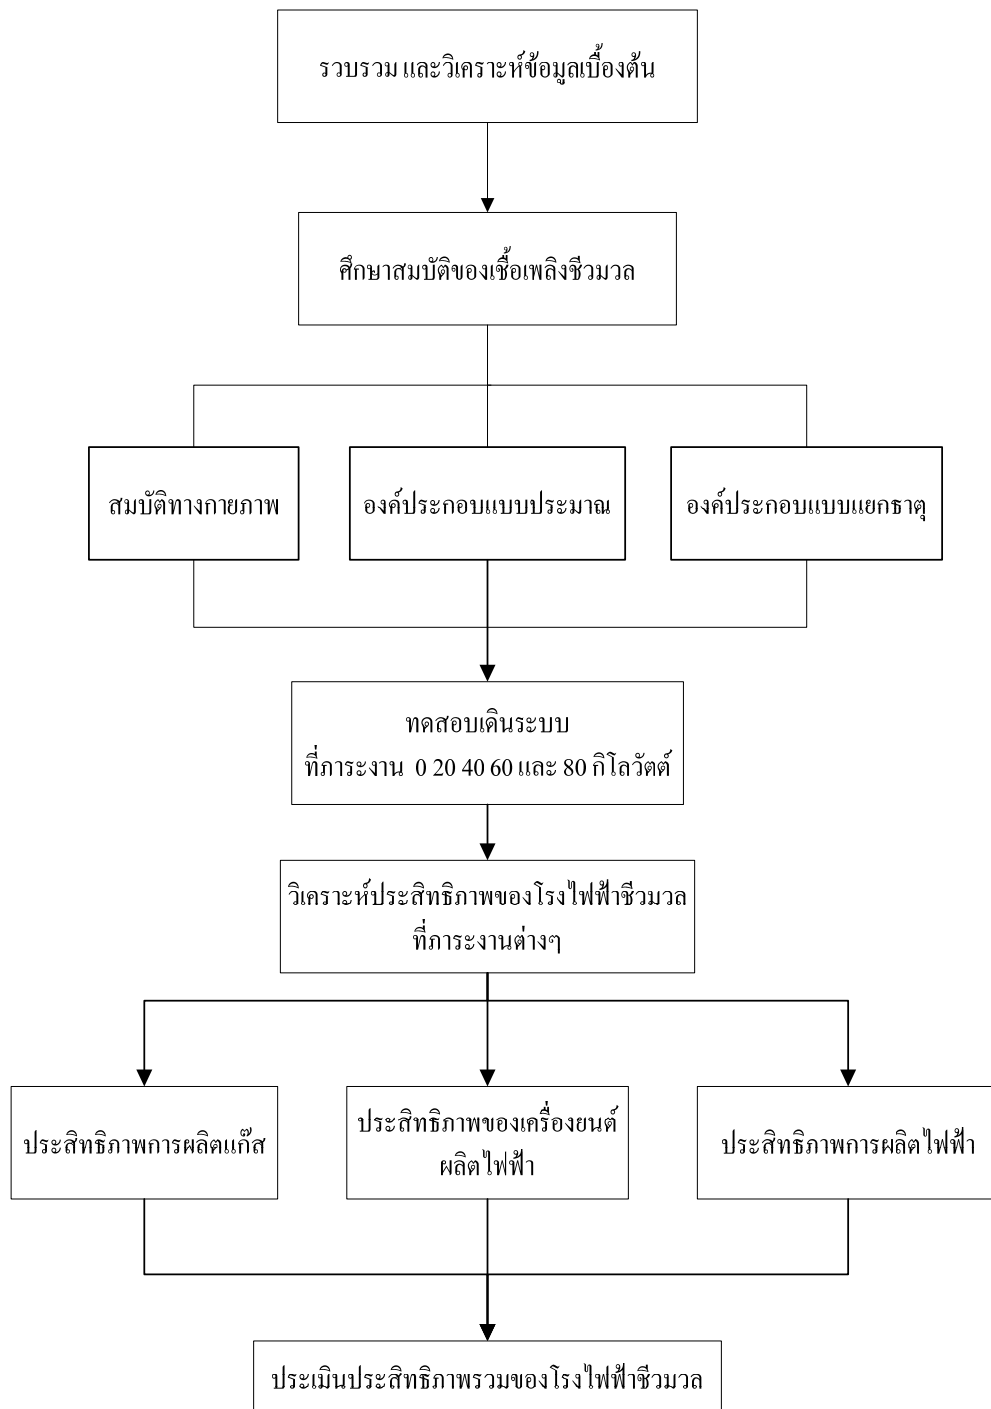 รวบรวม และวิเคราะห์ข้อมูลเบื้องต้น
ศึกษาสมบัติของเชื้อเพลิงชีวมวล
สมบัติทางกายภาพ
องค์ประกอบแบบประมาณ
องค์ประกอบแบบแยกธาตุ
ทดสอบเดินระบบ
ที่ภาระงาน 0 20 40 60 และ 80 กิโลวัตต์
วิเคราะห์ประสิทธิภาพของโรงไฟฟ้าชีวมวล
ที่ภาระงานต่างๆ
ประสิทธิภาพการผลิตแก๊ส
ประสิทธิภาพของเครื่องยนต์
ผลิตไฟฟ้า
ประสิทธิภาพการผลิตไฟฟ้า
ประเมินประสิทธิภาพรวมของโรงไฟฟ้าชีวมวล